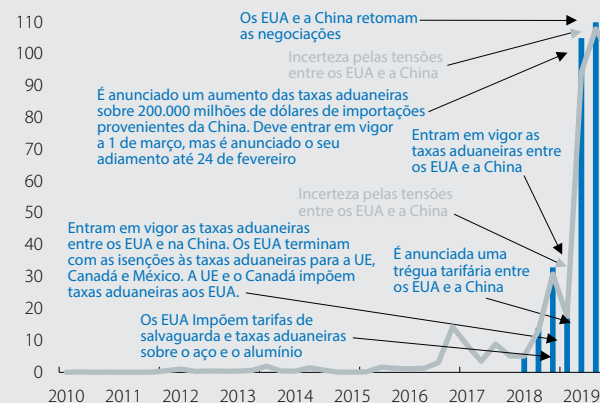 110
100
90
80
70
60
50
40
30
20
10
0
Os EUA e a China retomam
as negociações
Incerteza pelas tensões
entre os EUA e a China
É anunciado um aumento das taxas aduaneiras
sobre 200.000 milhões de dólares de importações
provenientes da China. Deve entrar em vigor
a 1 de março, mas é anunciado o seu
adiamento até 24 de fevereiro
Entram em vigor as
taxas aduaneiras entre
os EUA e a China
Incerteza pelas tensões
entre os EUA e a China
Entram em vigor as taxas aduaneiras
entre os EUA e na China. Os EUA terminam
com as isenções às taxas aduaneiras para a UE,
Canadá e México. A UE e o Canadá impõem
taxas aduaneiras aos EUA.
É anunciada uma
trégua tarifária entre
os EUA e a China
Os EUA Impõem tarifas de
salvaguarda e taxas aduaneiras
sobre o aço e o alumínio
2010 2011 2012 2013 2014 2015 2016 2017 2018 2019